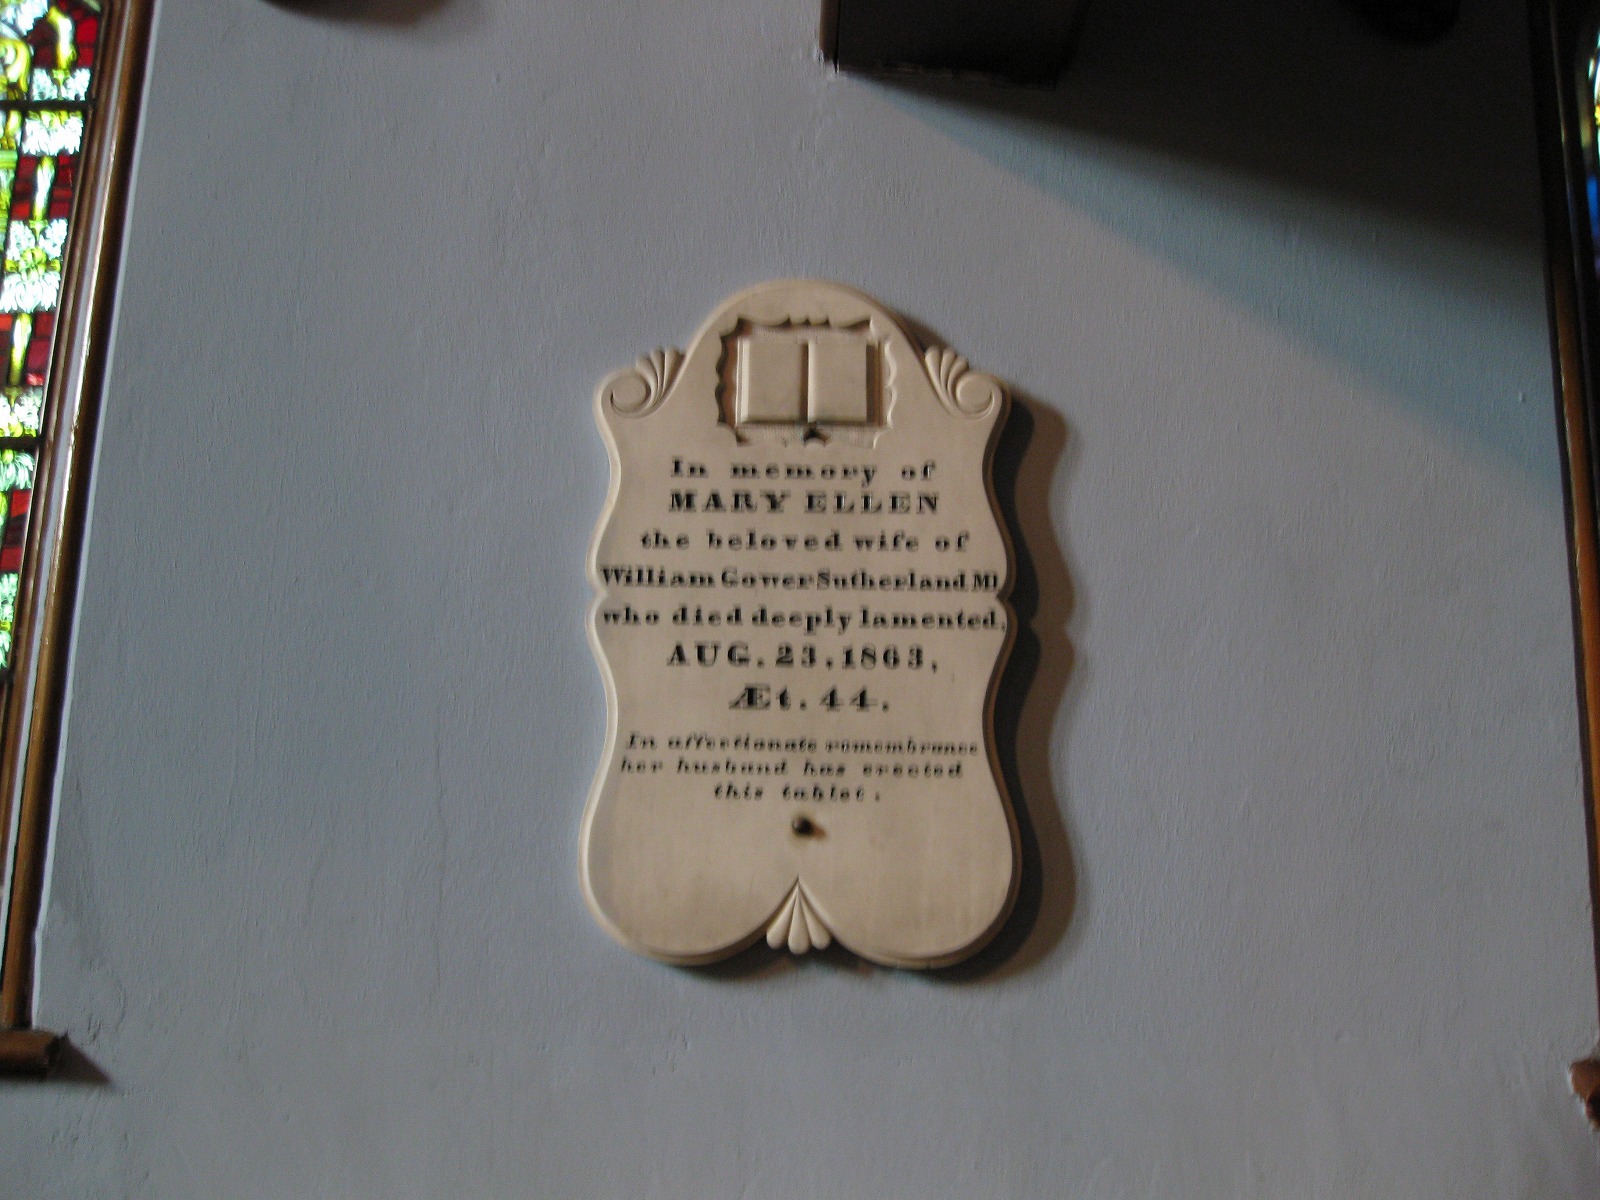 In memory of
MARY ELLEN
the beloved wife of
William Gower Sutherland MD
who died deeply lamented,
AUG. 23, 1863,
Æt. 44.
In affectionate remembrance
her husband has erected
this tablet.